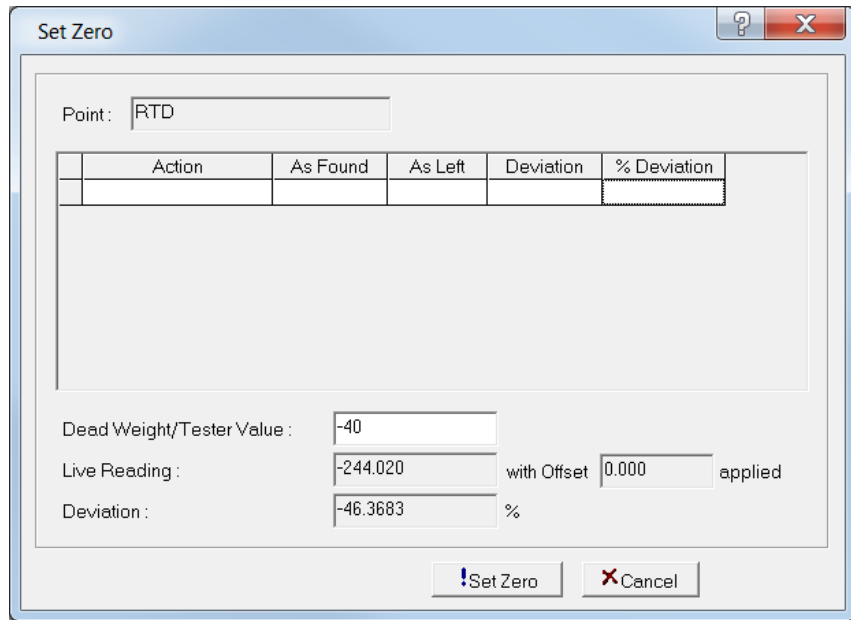 Set Zero
Point : RTD
Action As Found As Left Deviation % Deviation
Dead Weight/Tester Value : -40
Live Reading : -244.020 with Offset 0.000 applied
Deviation : -46.3683 %
!Set Zero XCancel